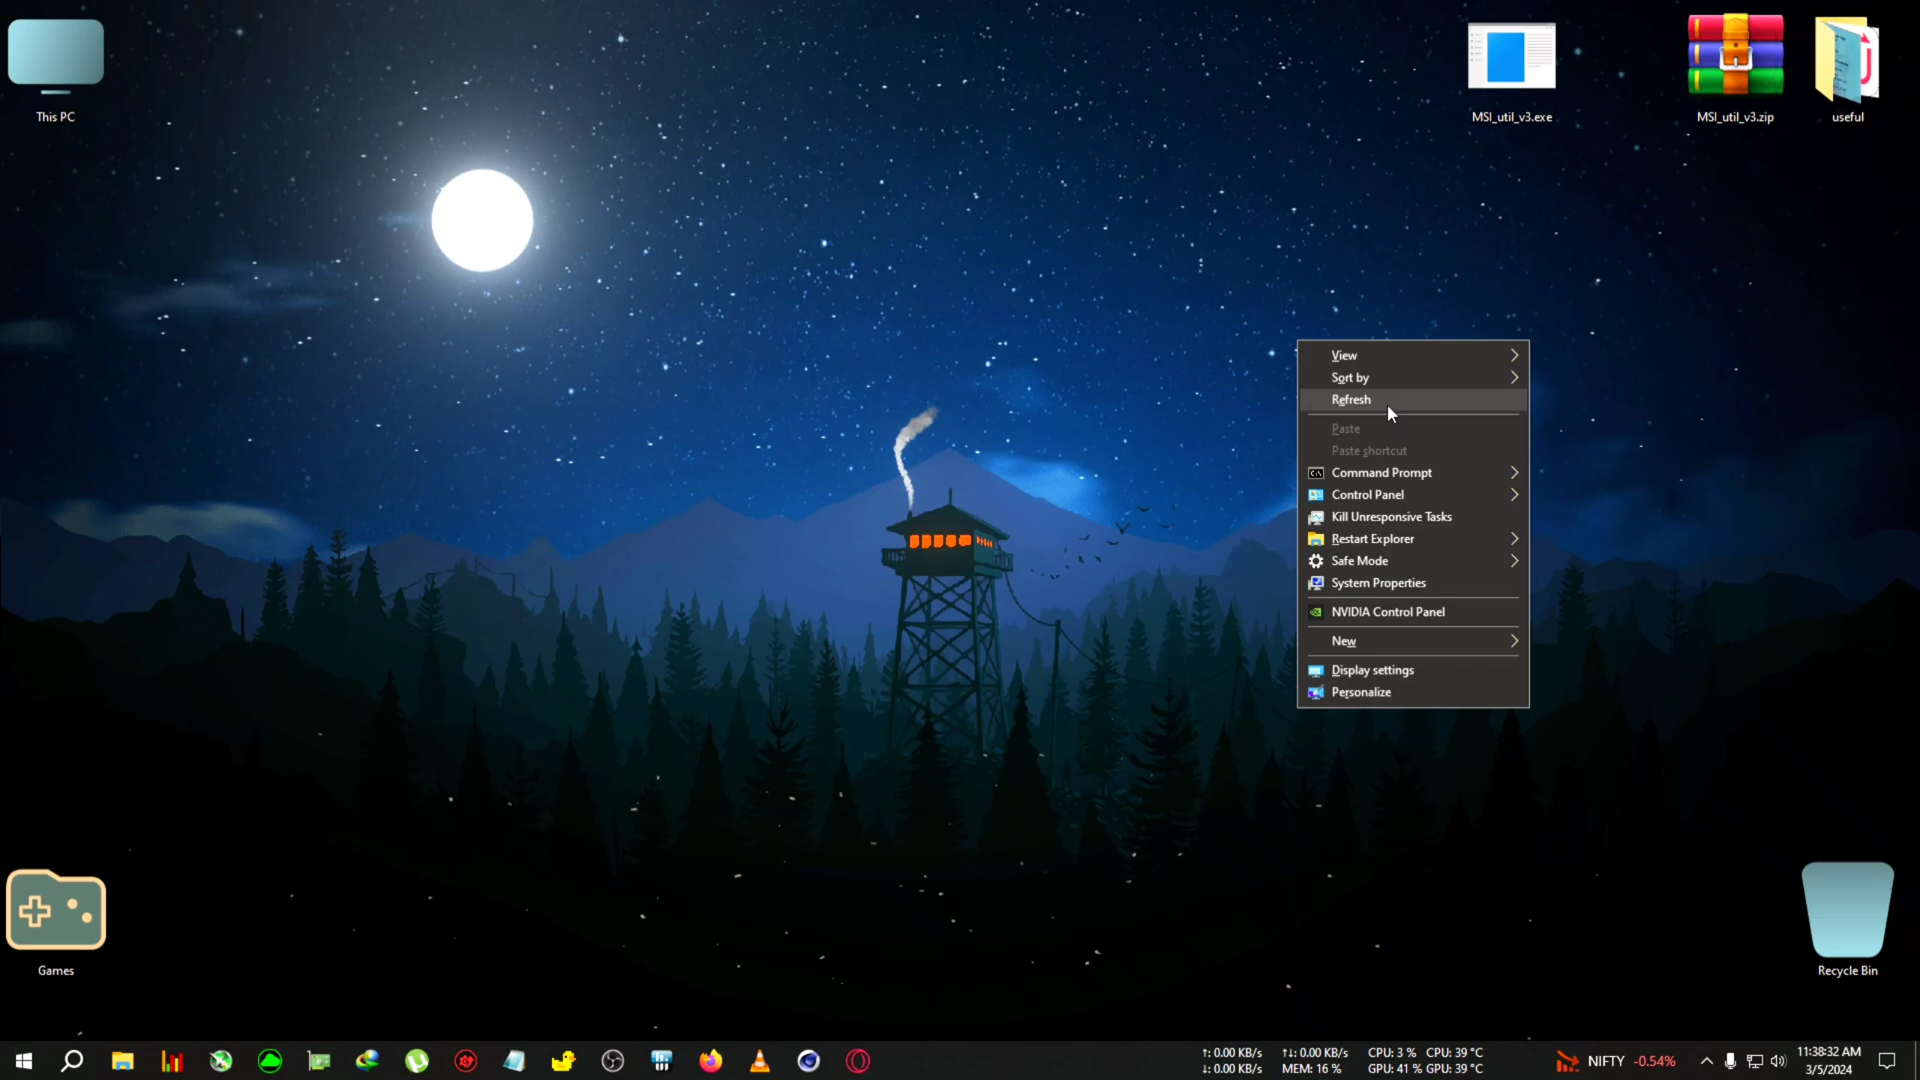 This PC
MSI_util_v3.exe
MSI_util_v3.zip
useful
View
Sort by
Refresh
Paste
Paste shortcut
Command Prompt
Control Panel
Kill Unresponsive Tasks
Restart Explorer
Safe Mode
System Properties
NVIDIA Control Panel
New
Display settings
Personalize
Games
Recycle Bin
↑: 0.00 KB/s ↑↓: 0.00 KB/s CPU: 3 % CPU: 39 °C
↓: 0.00 KB/s MEM: 16 % GPU: 41 % GPU: 39 °C
NIFTY -0.54%
11:38:32 AM
3/5/2024